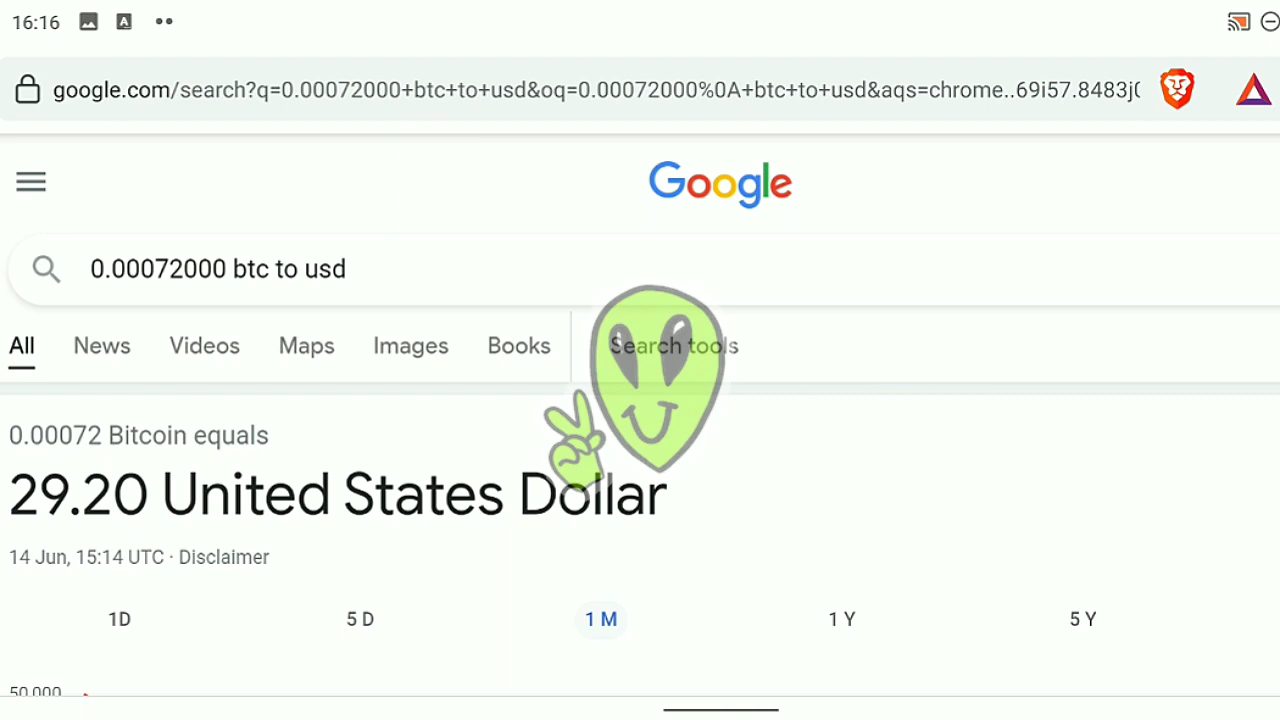 16:16 A
google.com/search?q=0.00072000+btc+to+usd&oq=0.00072000%0A+btc+to+usd&aqs=chrome..69i57.8483j0
Google
0.00072000 btc to usd
All News Videos Maps Images Books Search tools
0.00072 Bitcoin equals
29.20 United States Dollar
14 Jun, 15:14 UTC · Disclaimer
1D 5 D 1 M 1 Y 5 Y
50,000